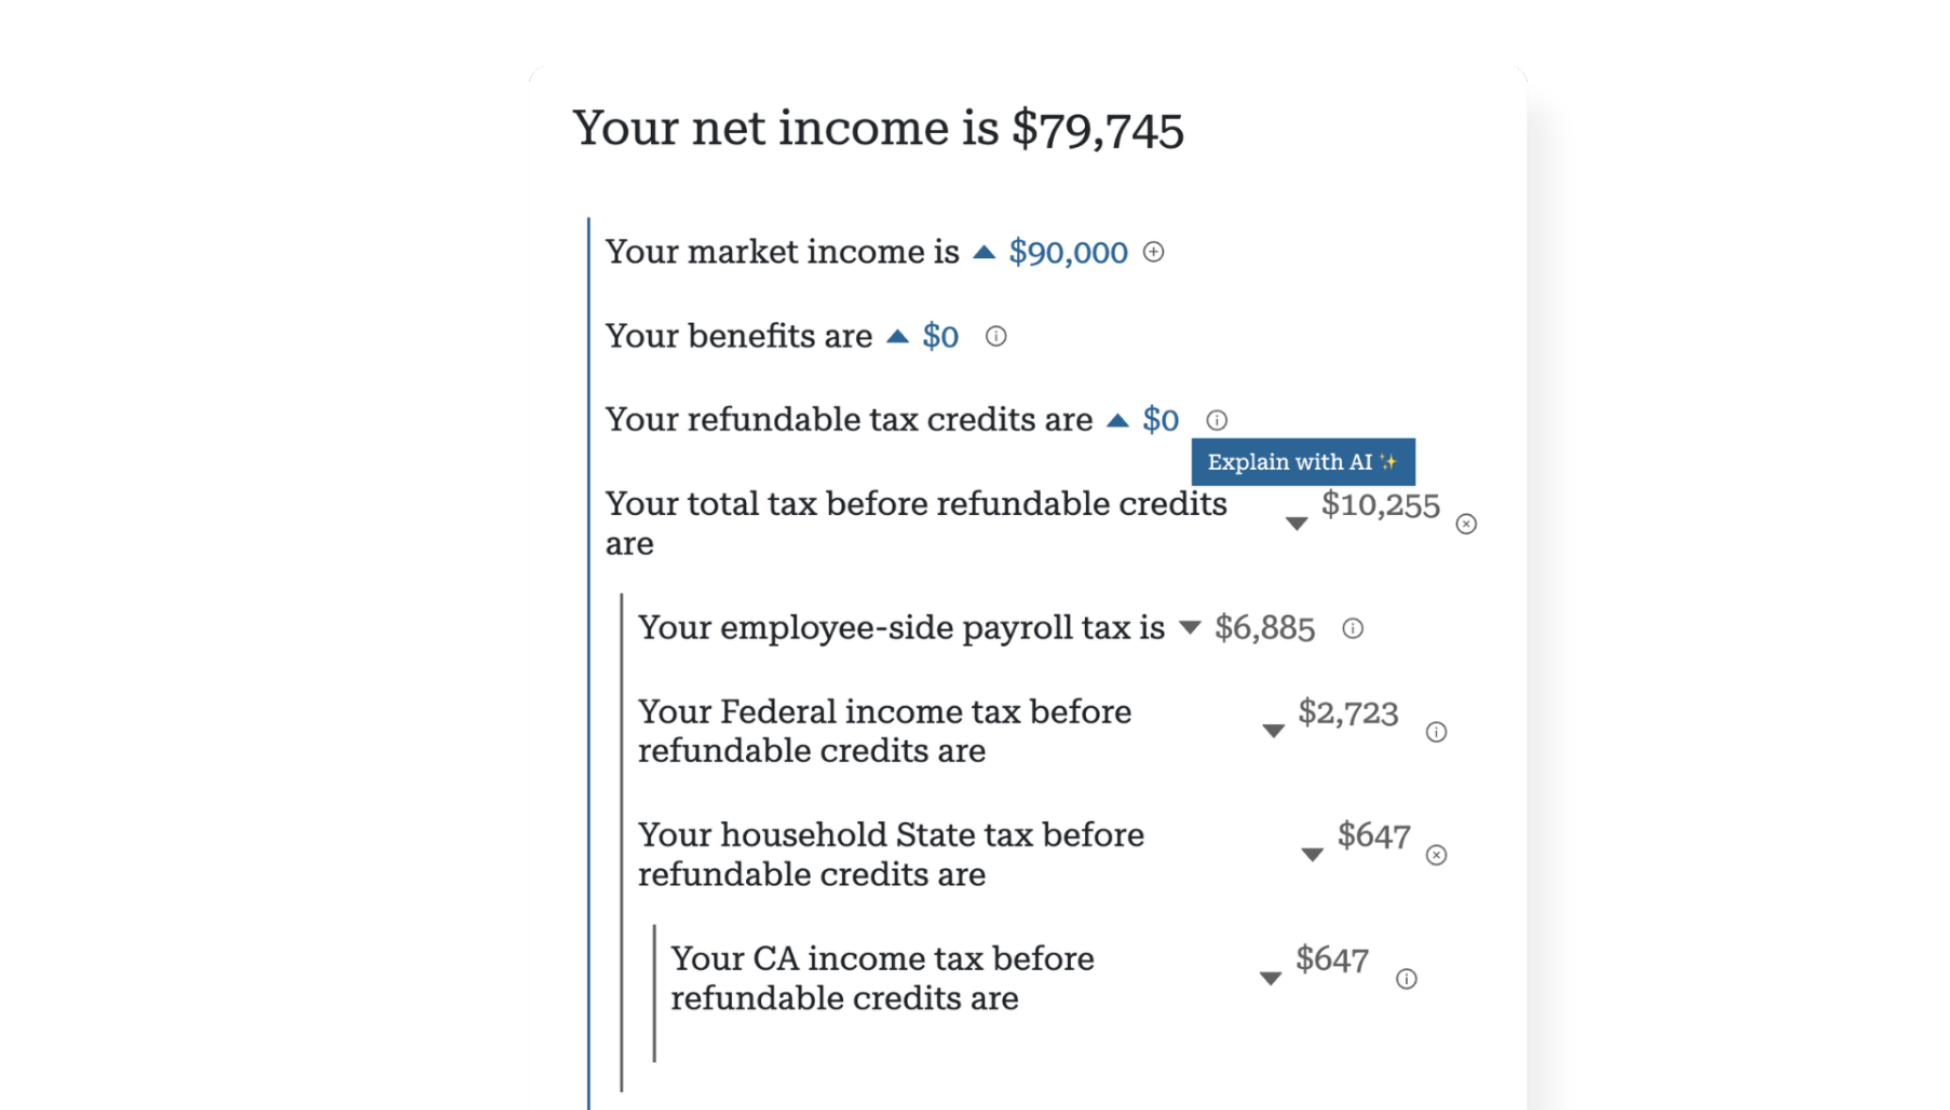 Your net income is $79,745
Your market income is ▲ $90,000
Your benefits are ▲ $0
Your refundable tax credits are ▲ $0
Explain with AI ✨
Your total tax before refundable credits
are ▼ $10,255
Your employee-side payroll tax is ▼ $6,885
Your Federal income tax before
refundable credits are ▼ $2,723
Your household State tax before
refundable credits are ▼ $647
Your CA income tax before
refundable credits are ▼ $647